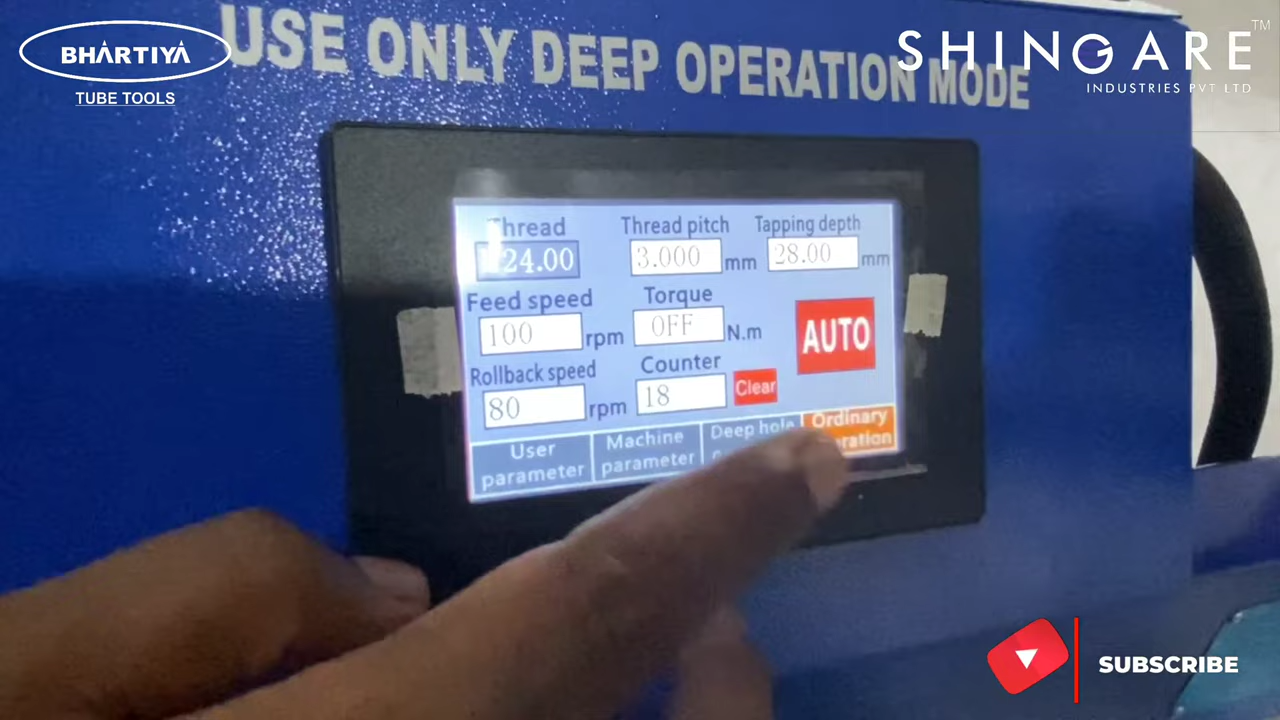 BHARTIYA
TUBE TOOLS
USE ONLY DEEP OPERATION MODE
SHINGARE
TM
INDUSTRIES PVT LTD
Thread Thread pitch Tapping depth
24.00 3.000 mm 28.00 mm
Feed speed Torque
100 rpm OFF N.m
AUTO
Rollback speed Counter
80 rpm 18 Clear
User parameter
Machine parameter
Deep hole
Ordinary
SUBSCRIBE